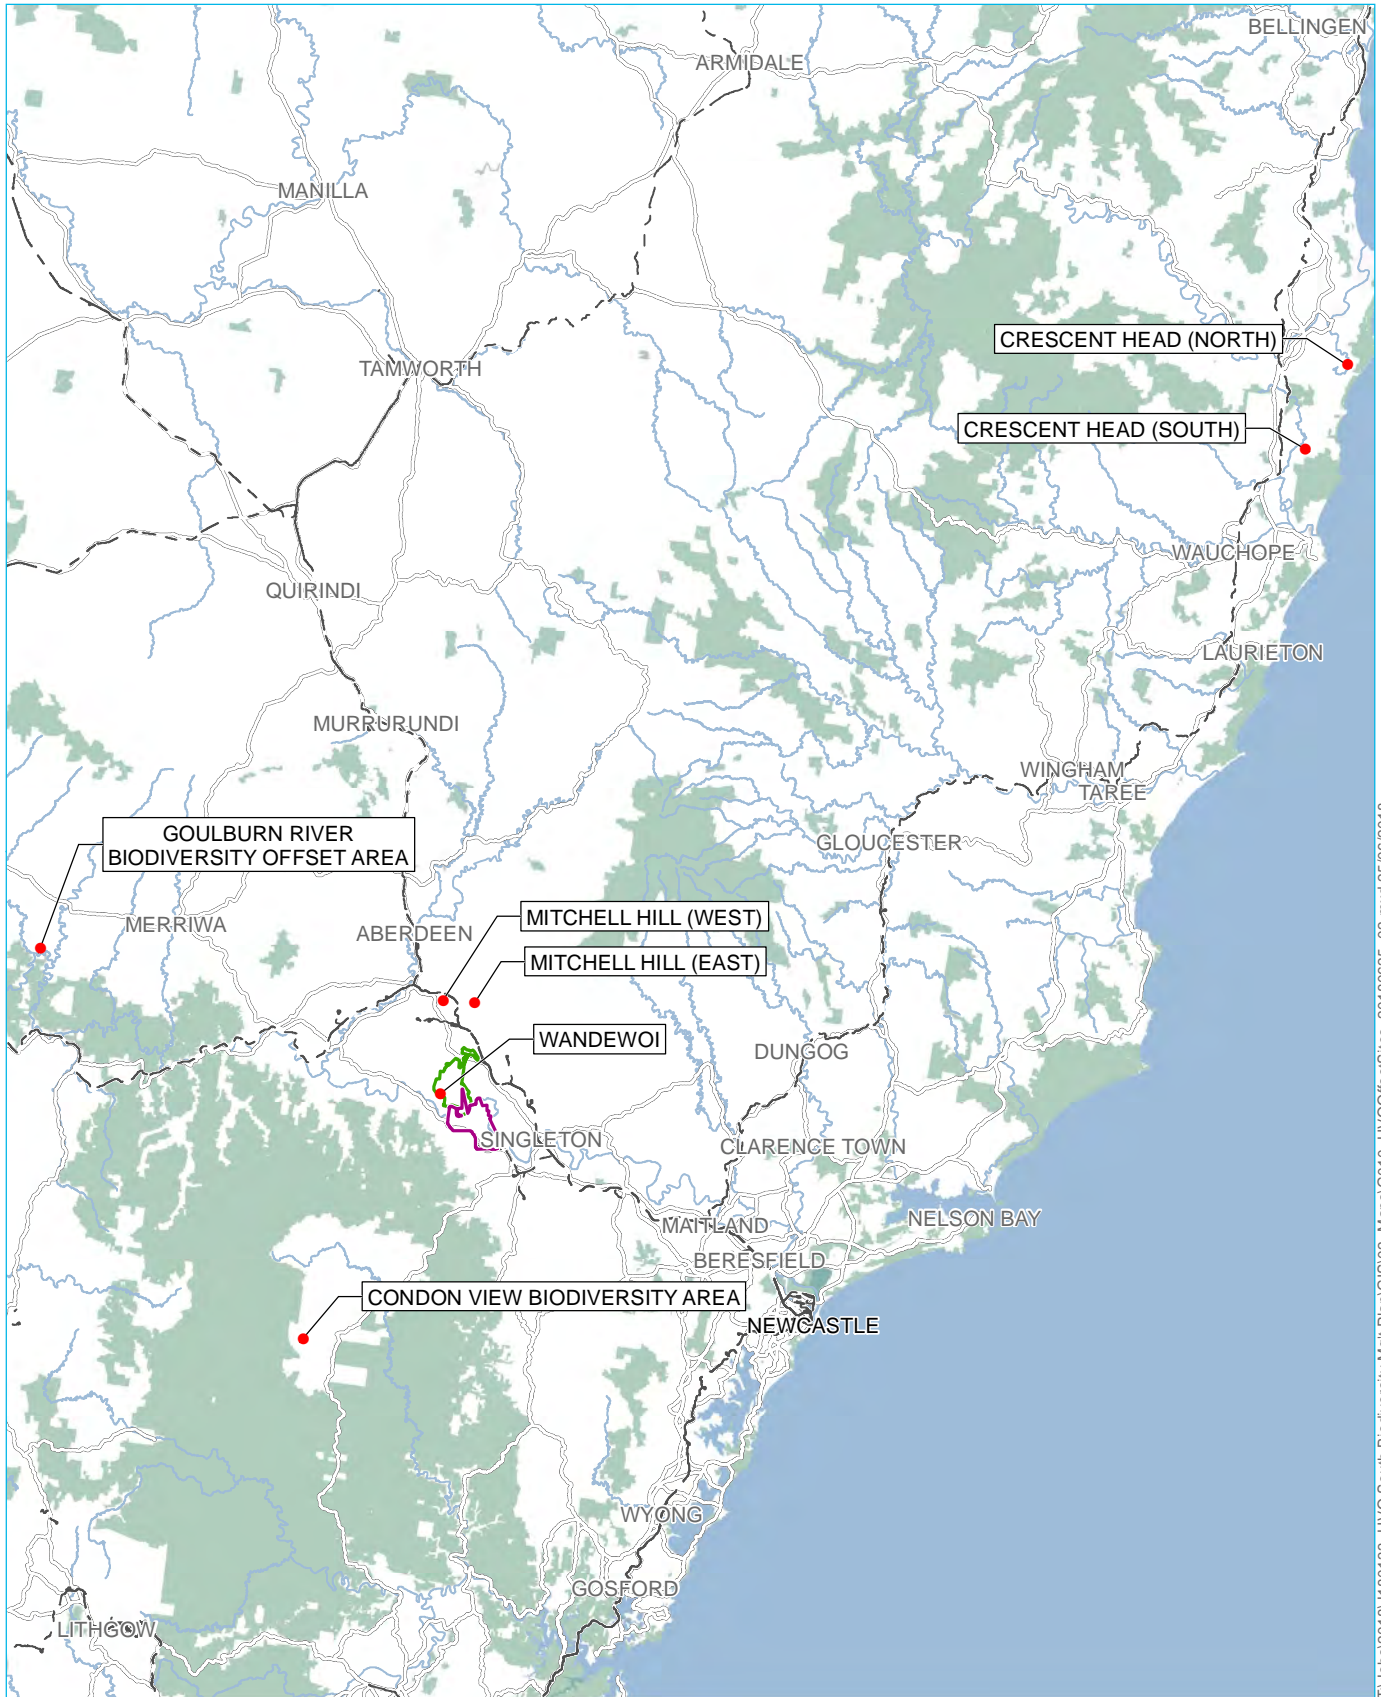 BELLINGEN
ARMIDALE
MANILLA
CRESCENT HEAD (NORTH)
TAMWORTH
CRESCENT HEAD (SOUTH)
WAUCHOPE
QUIRINDI
LAURIETON
MURRURUNDI
WINGHAM
TAREE
GOULBURN RIVER
BIODIVERSITY OFFSET AREA
GLOUCESTER
MERRIWA
ABERDEEN
MITCHELL HILL (WEST)
MITCHELL HILL (EAST)
WANDEWOI
DUNGOG
SINGLETON
CLARENCE TOWN
NELSON BAY
MAITLAND
BERESFIELD
CONDON VIEW BIODIVERSITY AREA
NEWCASTLE
WYONG
GOSFORD
LITHGOW